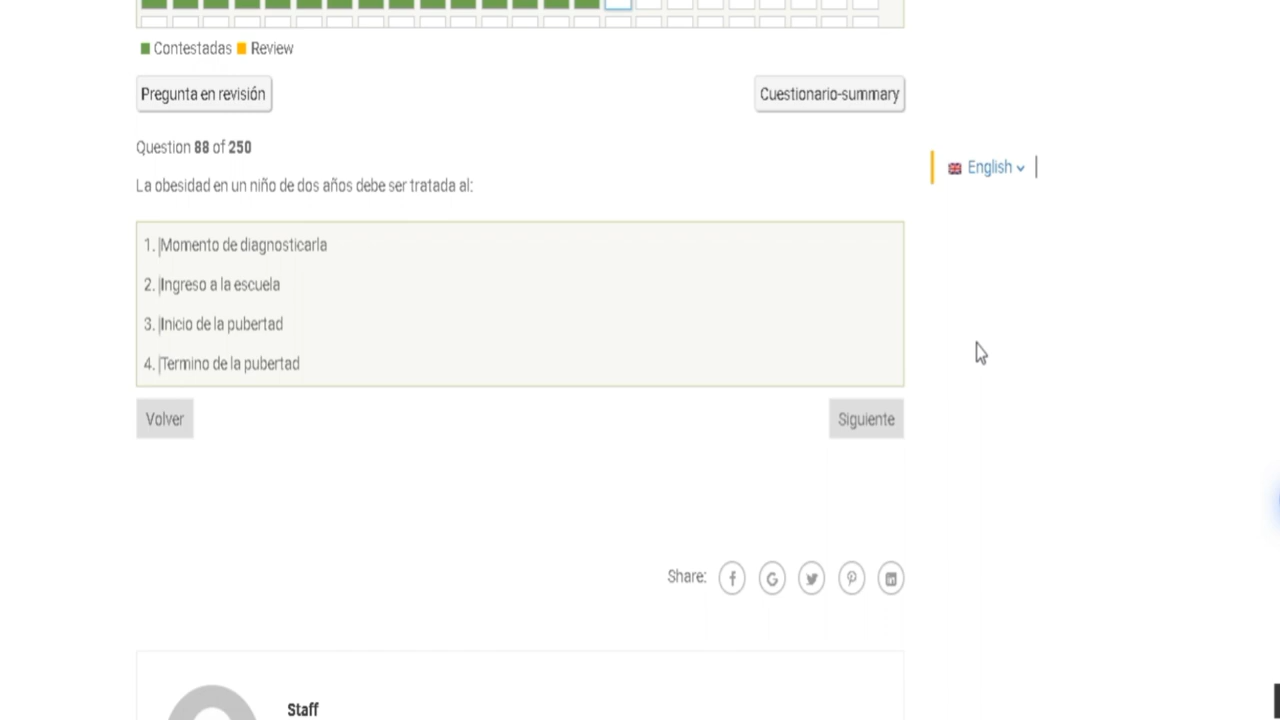 Contestadas Review
Pregunta en revisión Cuestionario-summary
Question 88 of 250
English
La obesidad en un niño de dos años debe ser tratada al:
1. Momento de diagnosticarla
2. Ingreso a la escuela
3. Inicio de la pubertad
4. Termino de la pubertad
Volver Siguiente
Share:
Staff